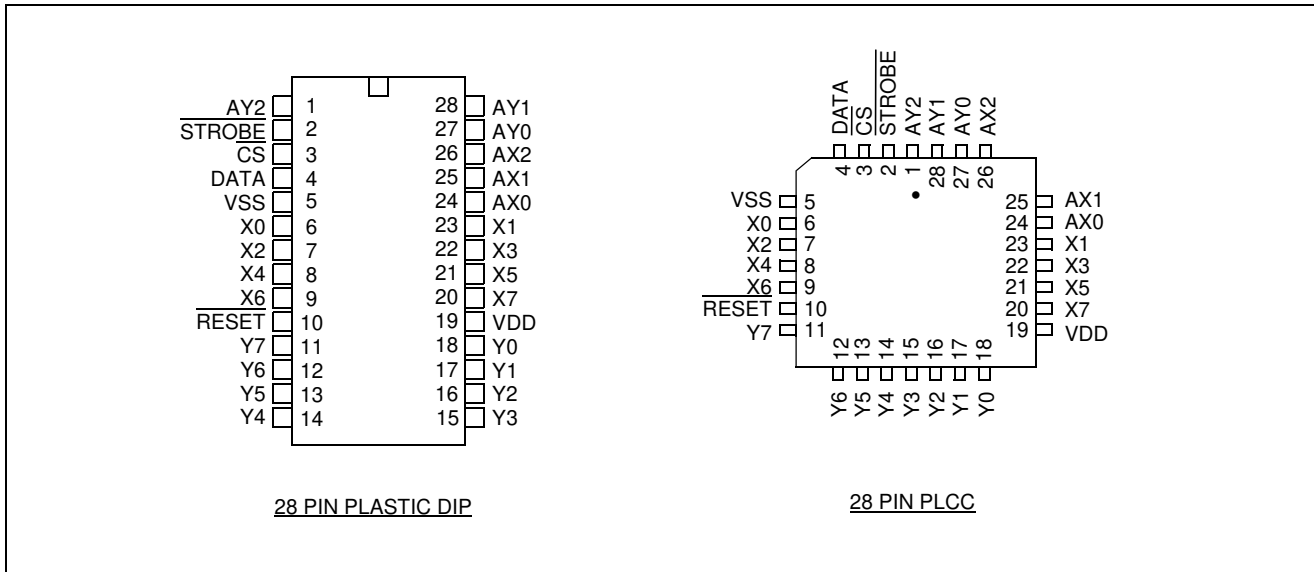 AY2 1 28 AY1
STROBE 2 27 AY0
CS 3 26 AX2
DATA 4 25 AX1
VSS 5 24 AX0
X0 6 23 X1
X2 7 22 X3
X4 8 21 X5
X6 9 20 X7
RESET 10 19 VDD
Y7 11 18 Y0
Y6 12 17 Y1
Y5 13 16 Y2
Y4 14 15 Y3
28 PIN PLASTIC DIP
DATA CS STROBE AY2 AY1 AY0 AX2
4 3 2 1 28 27 26
VSS 5 25 AX1
X0 6 24 AX0
X2 7 23 X1
X4 8 22 X3
X6 9 21 X5
RESET 10 20 X7
Y7 11 19 VDD
12 13 14 15 16 17 18
Y6 Y5 Y4 Y3 Y2 Y1 Y0
28 PIN PLCC